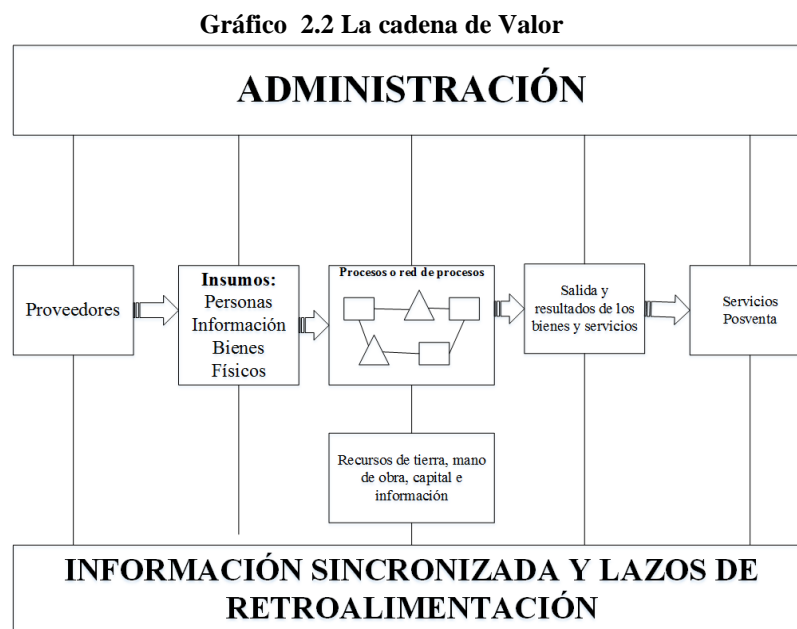 Gráfico 2.2 La cadena de Valor
ADMINISTRACIÓN
Proveedores
Insumos:
Personas
Información
Bienes
Físicos
Procesos o red de procesos
Salida y
resultados de los
bienes y servicios
Servicios
Posventa
Recursos de tierra, mano
de obra, capital e
información
INFORMACIÓN SINCRONIZADA Y LAZOS DE
RETROALIMENTACIÓN